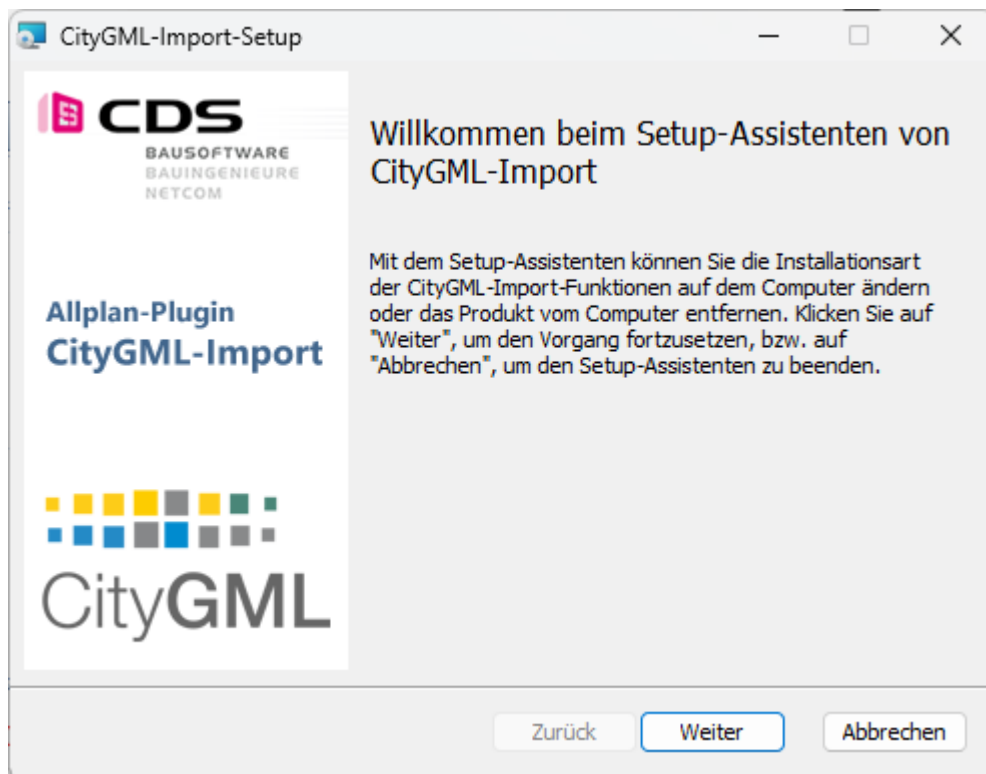 CityGML-Import-Setup
CDS
BAUSOFTWARE
BAUINGENIEURE
NETCOM
Allplan-Plugin
CityGML-Import
CityGML
Willkommen beim Setup-Assistenten von
CityGML-Import
Mit dem Setup-Assistenten können Sie die Installationsart
der CityGML-Import-Funktionen auf dem Computer ändern
oder das Produkt vom Computer entfernen. Klicken Sie auf
"Weiter", um den Vorgang fortzusetzen, bzw. auf
"Abbrechen", um den Setup-Assistenten zu beenden.
Zurück Weiter Abbrechen